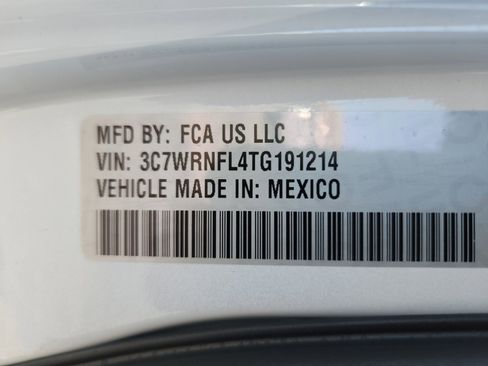 MFD BY: FCA US LLC
VIN: 3C7WRNFL4TG191214
VEHICLE MADE IN: MEXICO